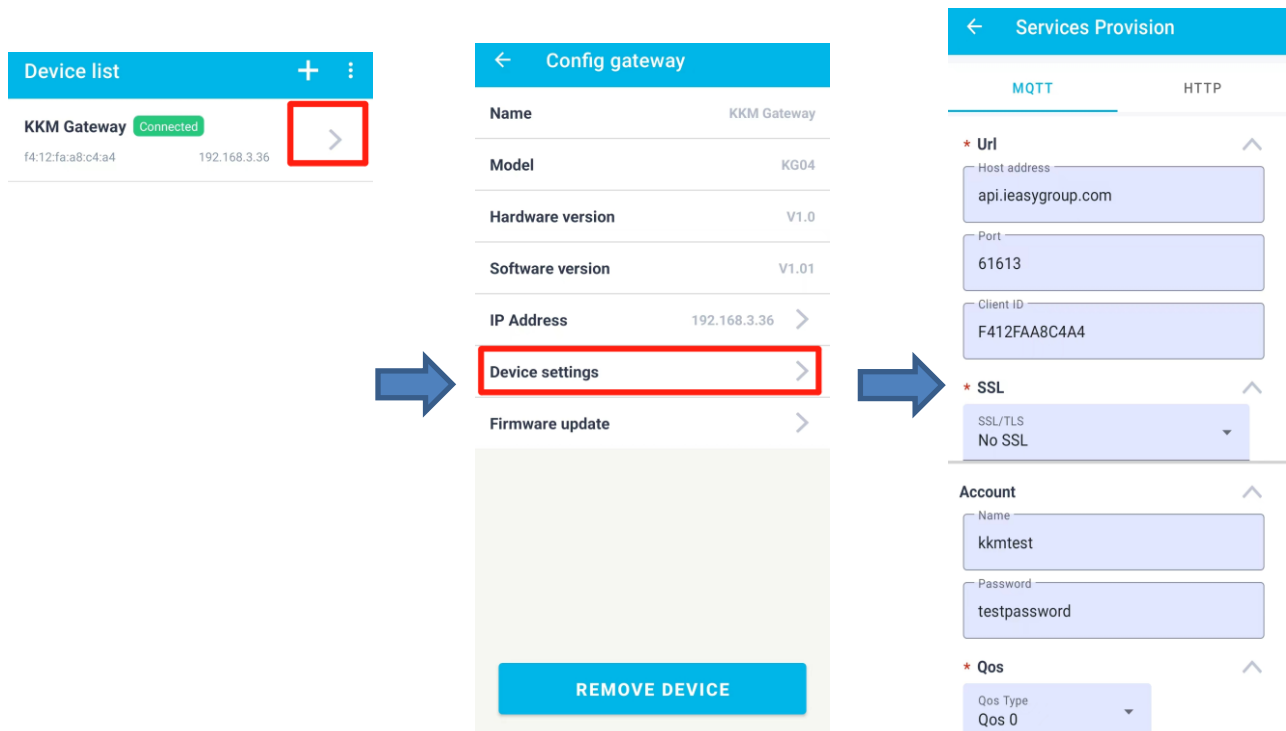 Device list
KKM Gateway Connected
f4:12:fa:a8:c4:a4 192.168.3.36
Config gateway
Name KKM Gateway
Model KG04
Hardware version V1.0
Software version V1.01
IP Address 192.168.3.36
Device settings
Firmware update
REMOVE DEVICE
Services Provision
MQTT HTTP
* Url
Host address
api.ieasygroup.com
Port
61613
Client ID
F412FAA8C4A4
* SSL
SSL/TLS
No SSL
Account
Name
kkmtest
Password
testpassword
* Qos
Qos Type
Qos 0